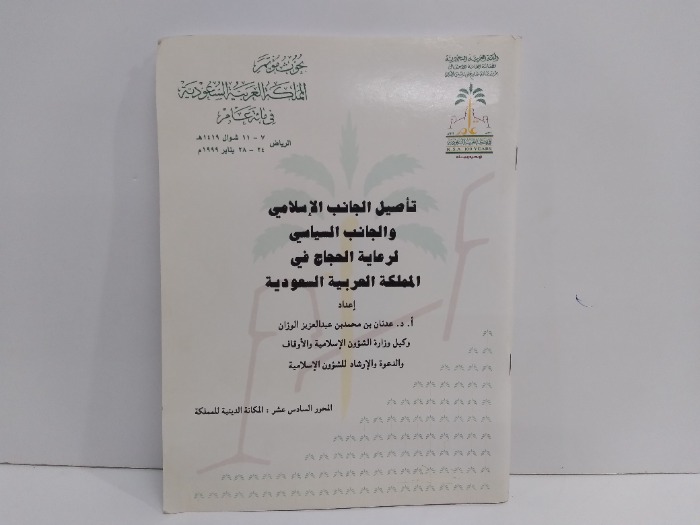 بحوث مؤتمر
المملكة العربية السعودية
في مائة عام
الرياض ٧ - ١١ شوال ١٤١٩هـ
٢٤ - ٢٨ يناير ١٩٩٩م
K.S.A. 100 YEARS
تأصيل الجانب الإسلامي
والجانب السياسي
لرعاية الحجاج في
المملكة العربية السعودية
إعداد
أ. د. عدنان بن محمد بن عبدالعزيز الوزان
وكيل وزارة الشؤون الإسلامية والأوقاف
والدعوة والإرشاد للشؤون الإسلامية
المحور السادس عشر : المكانة الدينية للمملكة